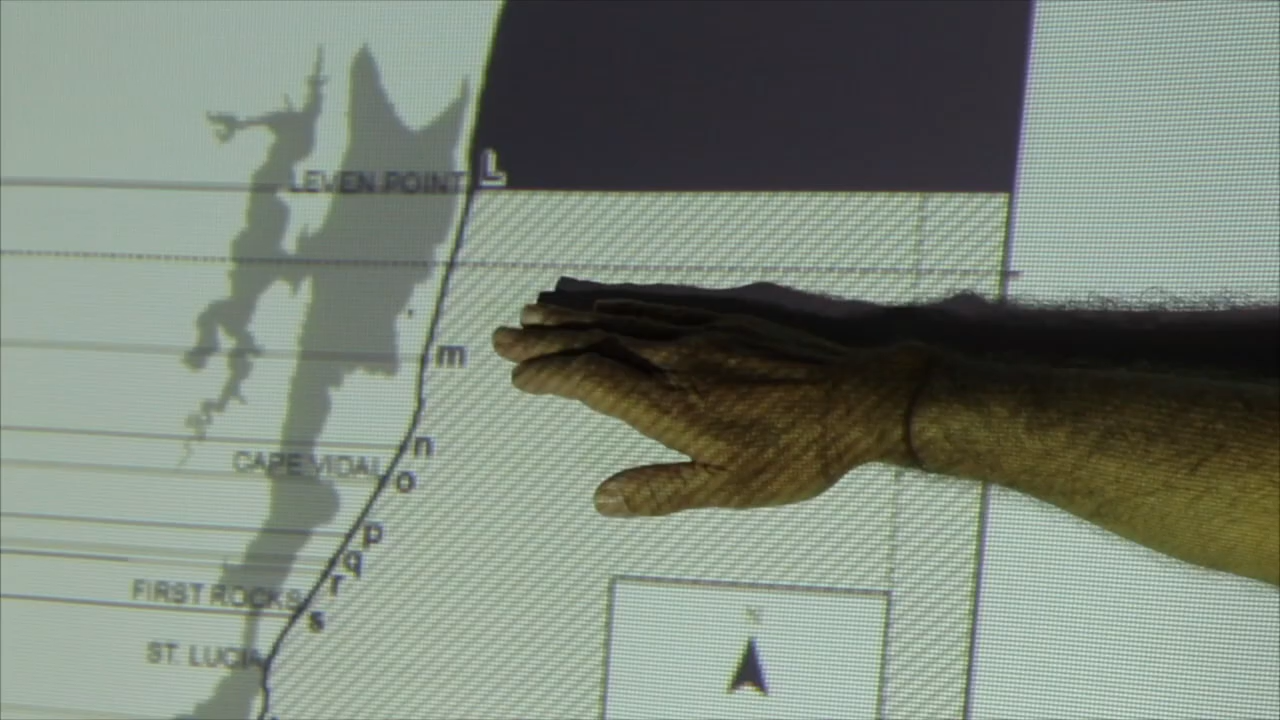 LEVEN POINT L
m
n
CAPE VIDAL
o
p
q
r
FIRST ROCKS
s
ST. LUCIA
N